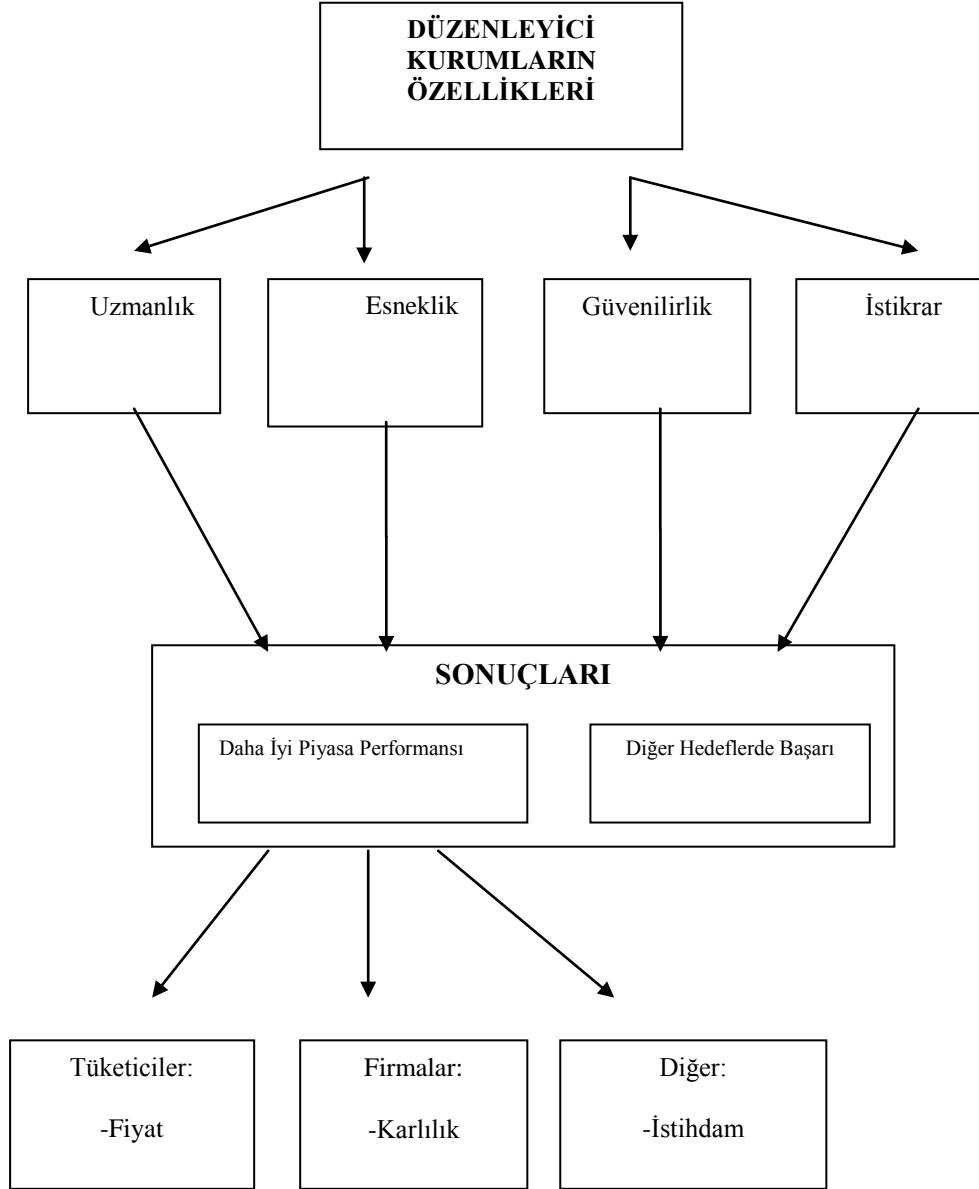 DÜZENLEYİCİ
KURUMLARIN
ÖZELLİKLERİ
Uzmanlık
Esneklik
Güvenilirlik
İstikrar
SONUÇLARI
Daha İyi Piyasa Performansı
Diğer Hedeflerde Başarı
Tüketiciler:
-Fiyat
Firmalar:
-Karlılık
Diğer:
-İstihdam